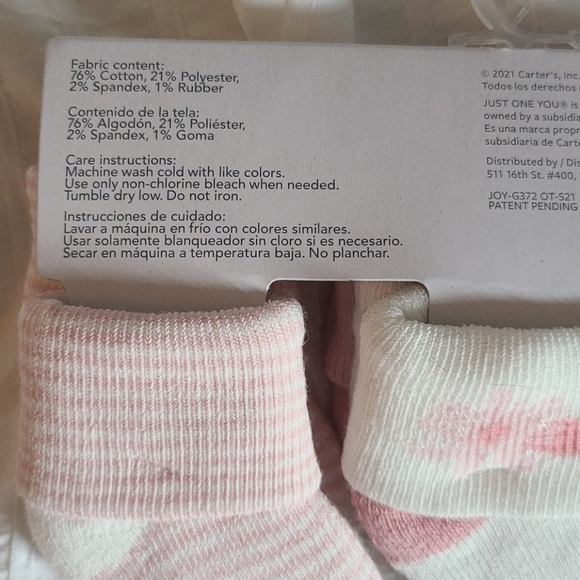 Fabric content:
76% Cotton, 21% Polyester,
2% Spandex, 1% Rubber
Contenido de la tela:
76% Algodón, 21% Poliéster,
2% Spandex, 1% Goma
Care instructions:
Machine wash cold with like colors.
Use only non-chlorine bleach when needed.
Tumble dry low. Do not iron.
Instrucciones de cuidado:
Lavar a máquina en frío con colores similares.
Usar solamente blanqueador sin cloro si es necesario.
Secar en máquina a temperatura baja. No planchar.
© 2021 Carter's, Inc.
Todos los derechos
JUST ONE YOU® is
owned by a
Es una marca
subsidiaria de
Distributed by /
511 16th St. #400,
JOY-G372 OT-521
PATENT PENDING